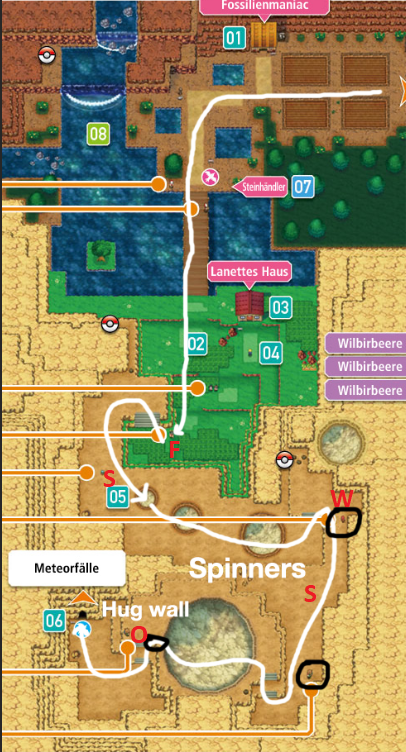 Fossilienmaniac
01
08
Steinhändler
07
Lanettes Haus
03
02
04
Wilbirbeere
Wilbirbeere
Wilbirbeere
F
S
05
W
Spinners
Meteorfälle
S
Hug wall
06
O